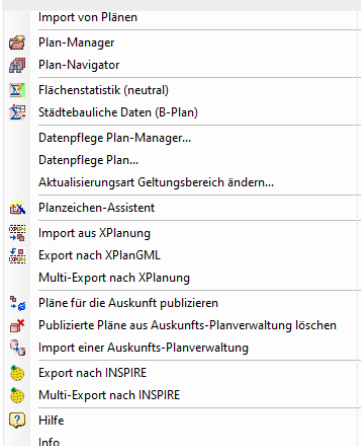 Import von Plänen
Plan-Manager
Plan-Navigator
Flächenstatistik (neutral)
Städtebauliche Daten (B-Plan)
Datenpflege Plan-Manager...
Datenpflege Plan...
Aktualisierungsart Geltungsbereich ändern...
Planzeichen-Assistent
Import aus XPlanung
Export nach XPlanGML
Multi-Export nach XPlanung
Pläne für die Auskunft publizieren
Publizierte Pläne aus Auskunfts-Planverwaltung löschen
Import einer Auskunfts-Planverwaltung
Export nach INSPIRE
Multi-Export nach INSPIRE
Hilfe
Info